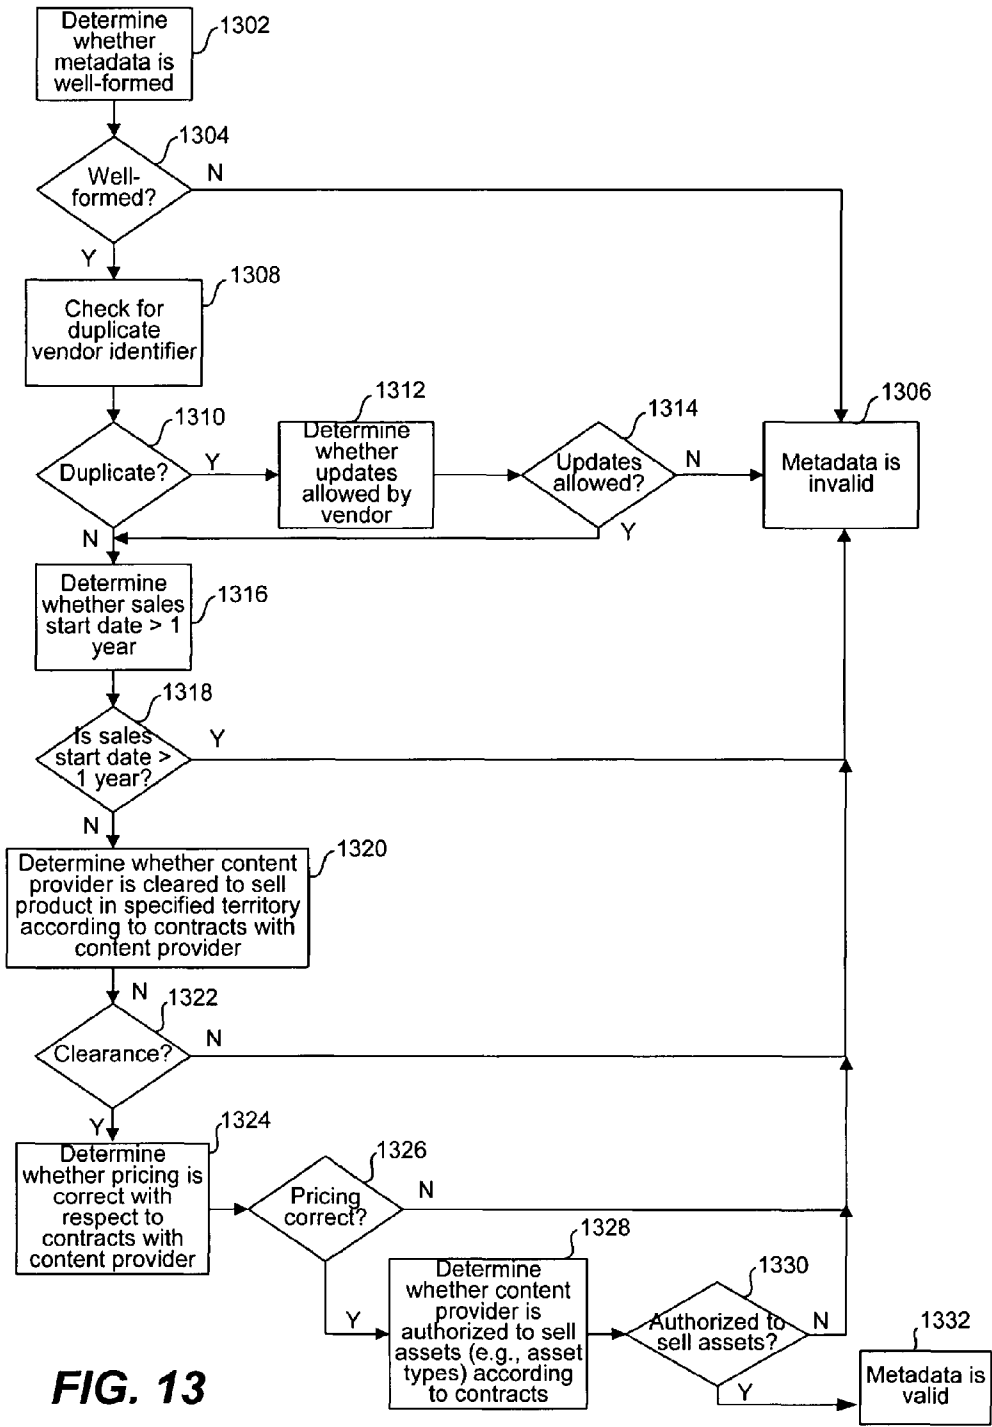 Determine
whether
metadata is
well-formed
1302
1304
Well-
formed?
N
Y
1308
Check for
duplicate
vendor identifier
1310
Duplicate?
Y
N
1312
Determine
whether
updates
allowed by
vendor
1314
Updates
allowed?
N
Y
1306
Metadata is
invalid
Determine
whether sales
start date > 1
year
1316
1318
Is sales
start date >
1 year?
Y
N
1320
Determine whether content
provider is cleared to sell
product in specified territory
according to contracts with
content provider
N
1322
Clearance?
N
Y
1324
Determine
whether pricing is
correct with
respect to
contracts with
content provider
1326
Pricing
correct?
N
Y
1328
Determine
whether content
provider is
authorized to sell
assets (e.g., asset
types) according
to contracts
1330
Authorized to
sell assets?
N
Y
1332
Metadata is
valid
FIG. 13